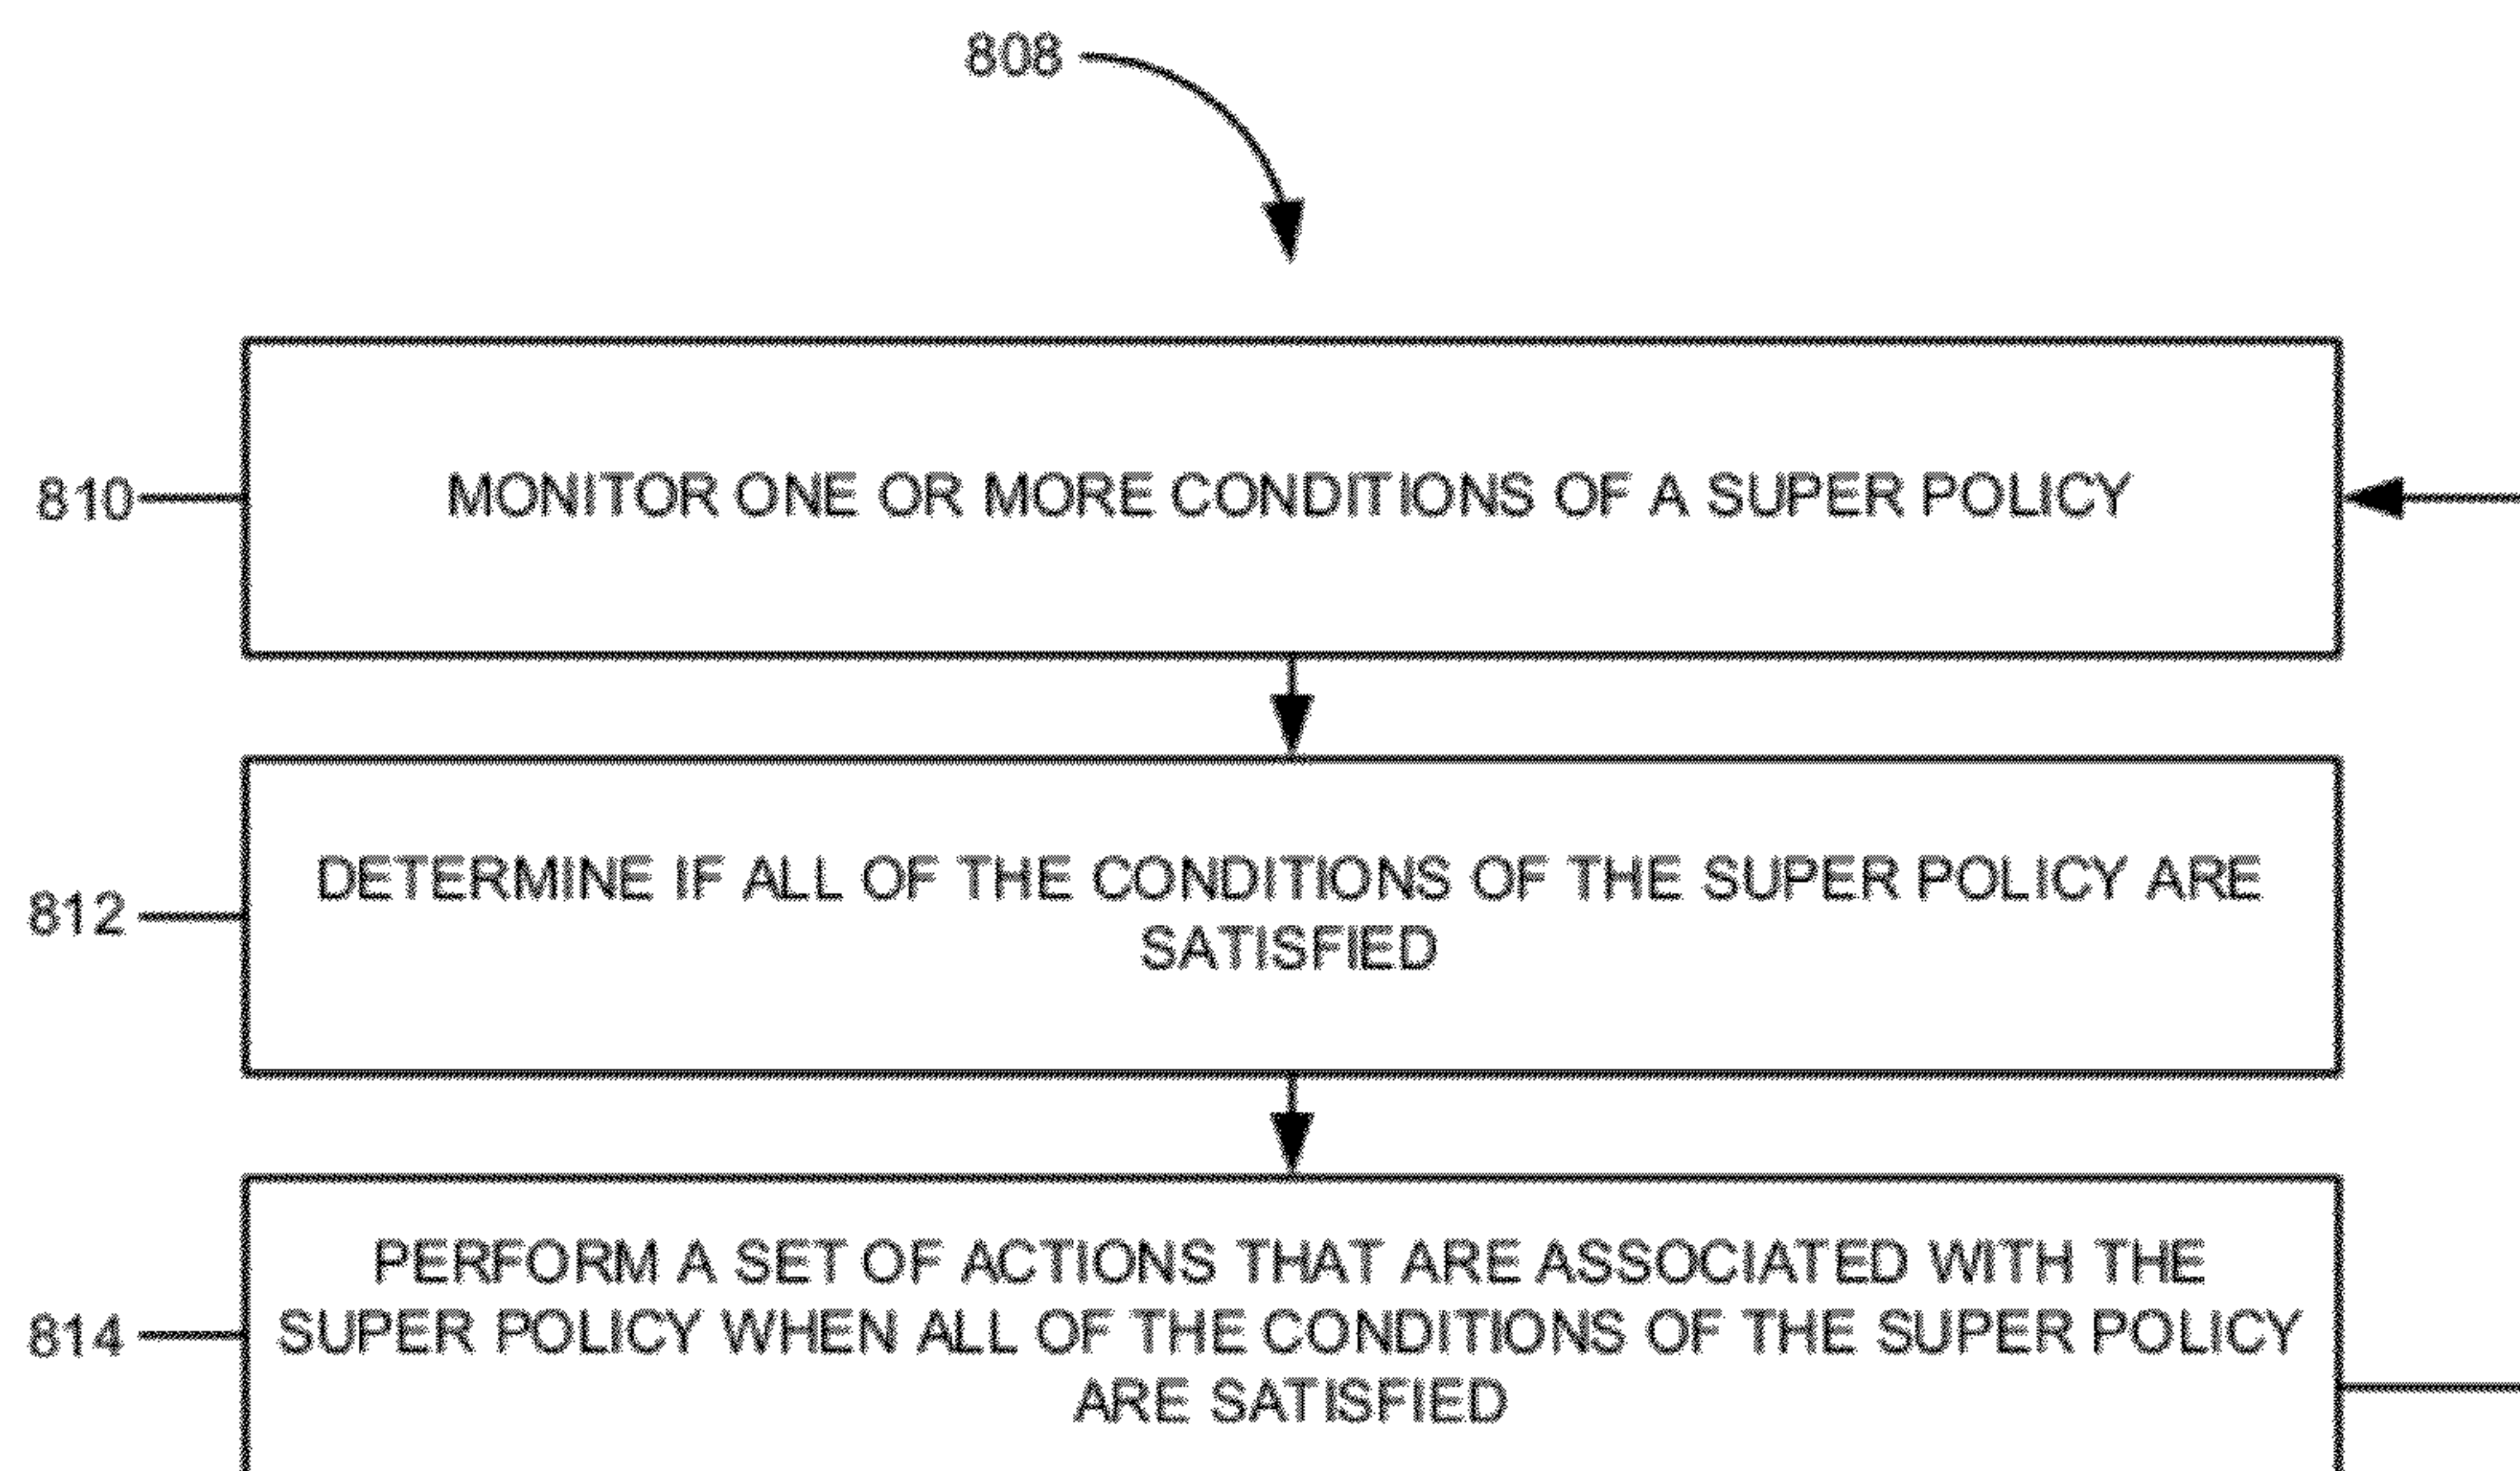 808
810
MONITOR ONE OR MORE CONDITIONS OF A SUPER POLICY
812
DETERMINE IF ALL OF THE CONDITIONS OF THE SUPER POLICY ARE
SATISFIED
814
PERFORM A SET OF ACTIONS THAT ARE ASSOCIATED WITH THE
SUPER POLICY WHEN ALL OF THE CONDITIONS OF THE SUPER POLICY
ARE SATISFIED